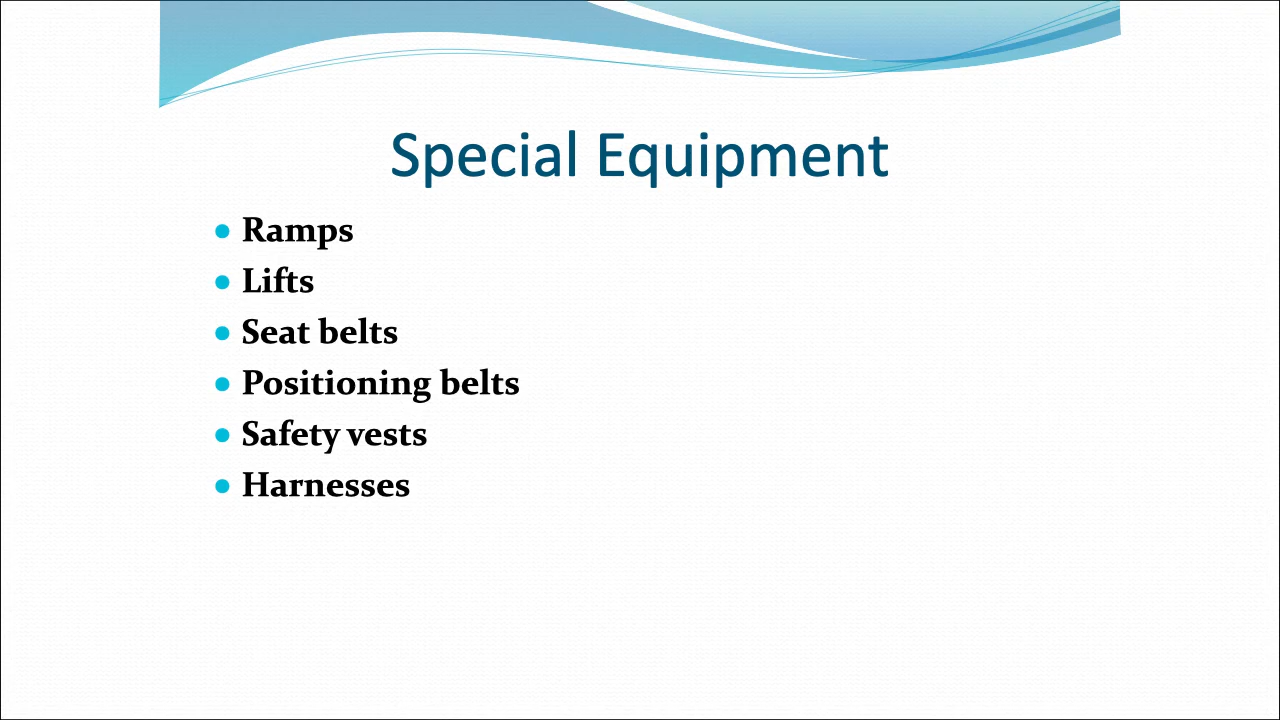 Special Equipment
Ramps
Lifts
Seat belts
Positioning belts
Safety vests
Harnesses